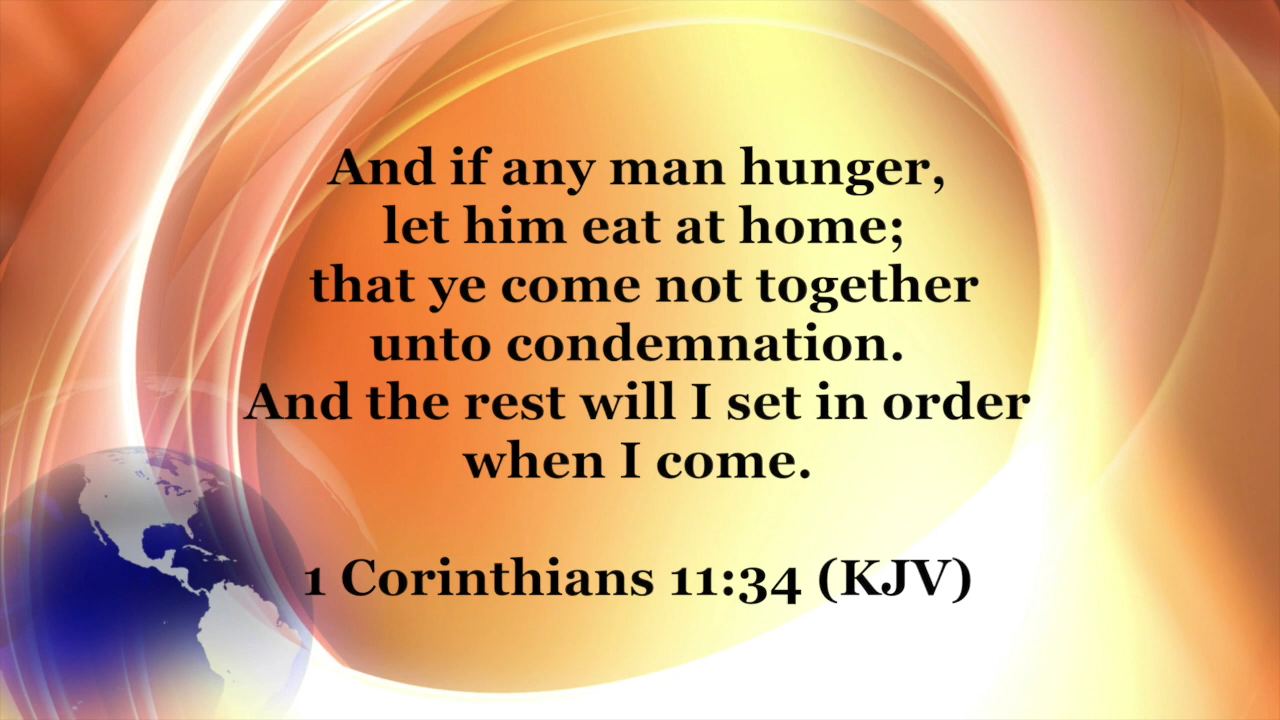 And if any man hunger,
let him eat at home;
that ye come not together
unto condemnation.
And the rest will I set in order
when I come.
1 Corinthians 11:34 (KJV)